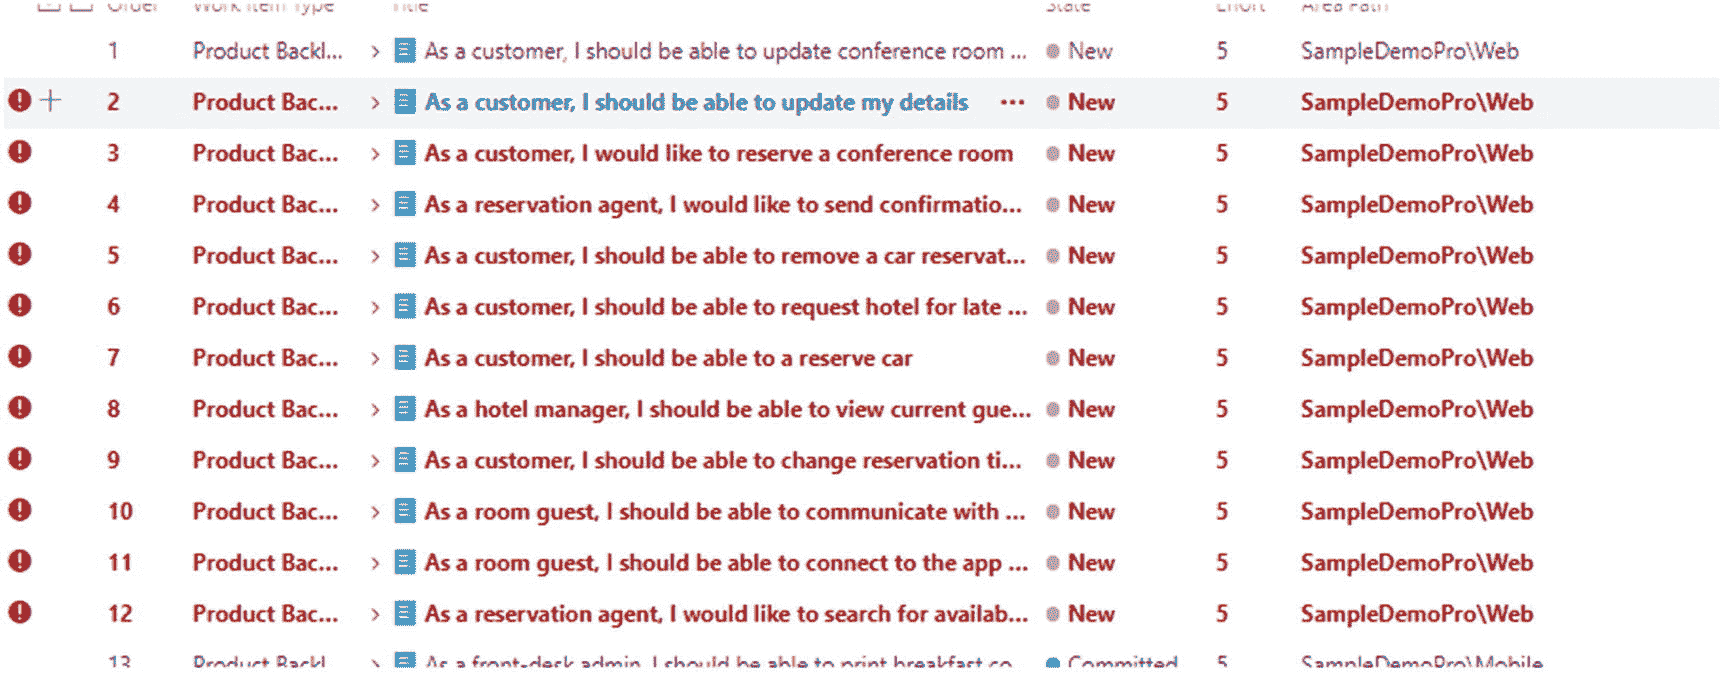 Order Work Item Type Title State Effort Area Path
1 Product Backl... As a customer, I should be able to update conference room ... New 5 SampleDemoPro\Web
2 Product Bac... As a customer, I should be able to update my details ... New 5 SampleDemoPro\Web
3 Product Bac... As a customer, I would like to reserve a conference room New 5 SampleDemoPro\Web
4 Product Bac... As a reservation agent, I would like to send confirmatio... New 5 SampleDemoPro\Web
5 Product Bac... As a customer, I should be able to remove a car reservat... New 5 SampleDemoPro\Web
6 Product Bac... As a customer, I should be able to request hotel for late ... New 5 SampleDemoPro\Web
7 Product Bac... As a customer, I should be able to a reserve car New 5 SampleDemoPro\Web
8 Product Bac... As a hotel manager, I should be able to view current gue... New 5 SampleDemoPro\Web
9 Product Bac... As a customer, I should be able to change reservation ti... New 5 SampleDemoPro\Web
10 Product Bac... As a room guest, I should be able to communicate with ... New 5 SampleDemoPro\Web
11 Product Bac... As a room guest, I should be able to connect to the app ... New 5 SampleDemoPro\Web
12 Product Bac... As a reservation agent, I would like to search for availab... New 5 SampleDemoPro\Web
13 Product Backl... As a front-desk admin, I should be able to print breakfast co... Committed 5 SampleDemoPro\Mobile